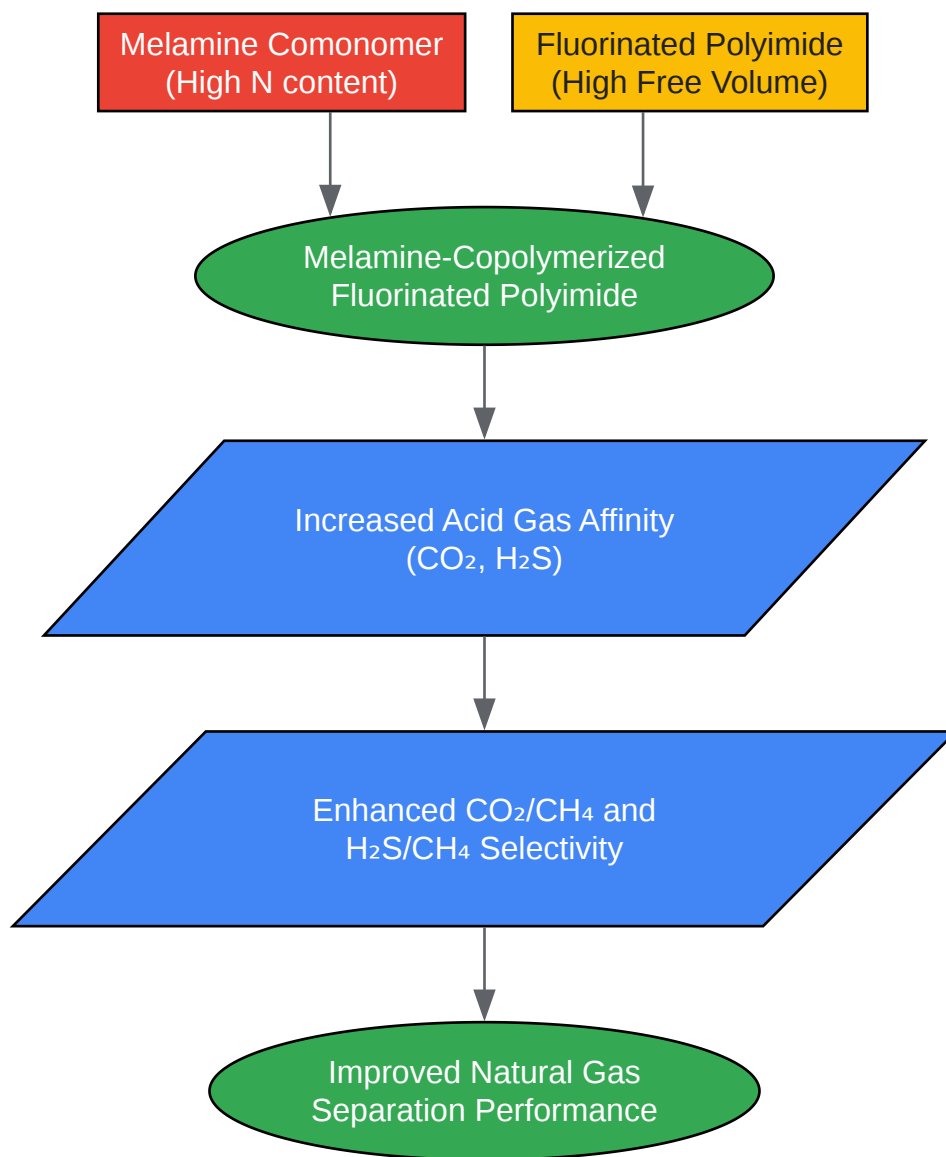 Melamine Comonomer
(High N content)
Fluorinated Polyimide
(High Free Volume)
Melamine-Copolymerized
Fluorinated Polyimide
Increased Acid Gas Affinity
(CO₂, H₂S)
Enhanced CO₂/CH₄ and
H₂S/CH₄ Selectivity
Improved Natural Gas
Separation Performance